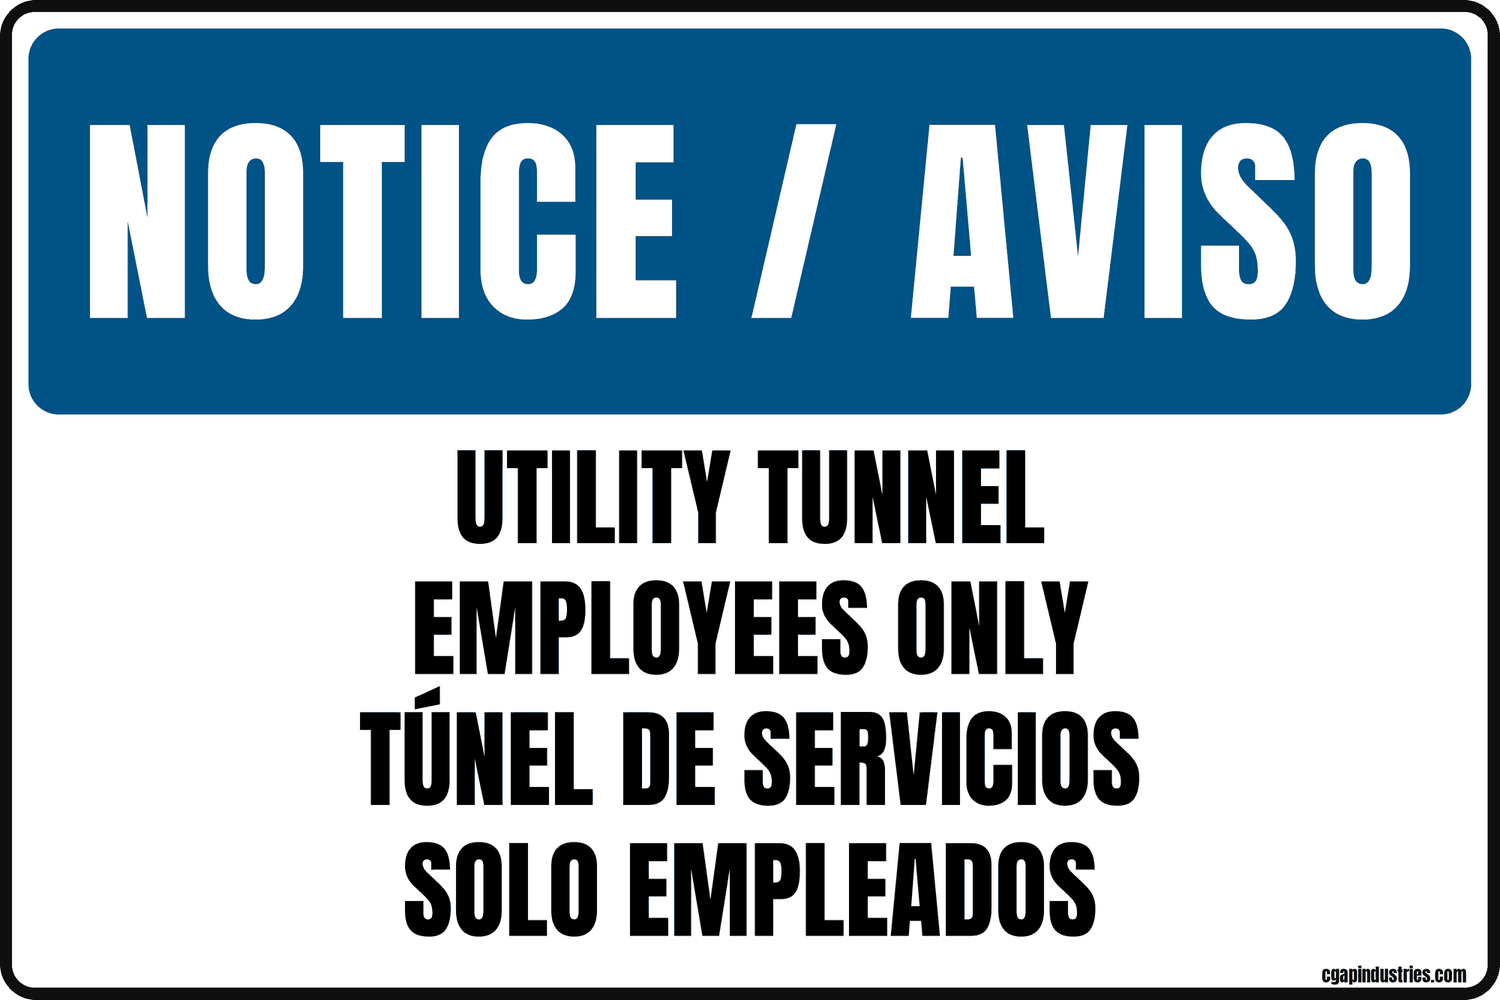 NOTICE / AVISO
UTILITY TUNNEL
EMPLOYEES ONLY
TÚNEL DE SERVICIOS
SOLO EMPLEADOS
cgapindustries.com